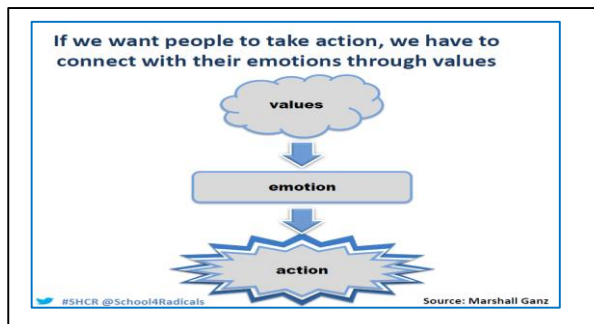 If we want people to take action, we have to
connect with their emotions through values
values
emotion
action
#SHCR @School4Radicals
Source: Marshall Ganz